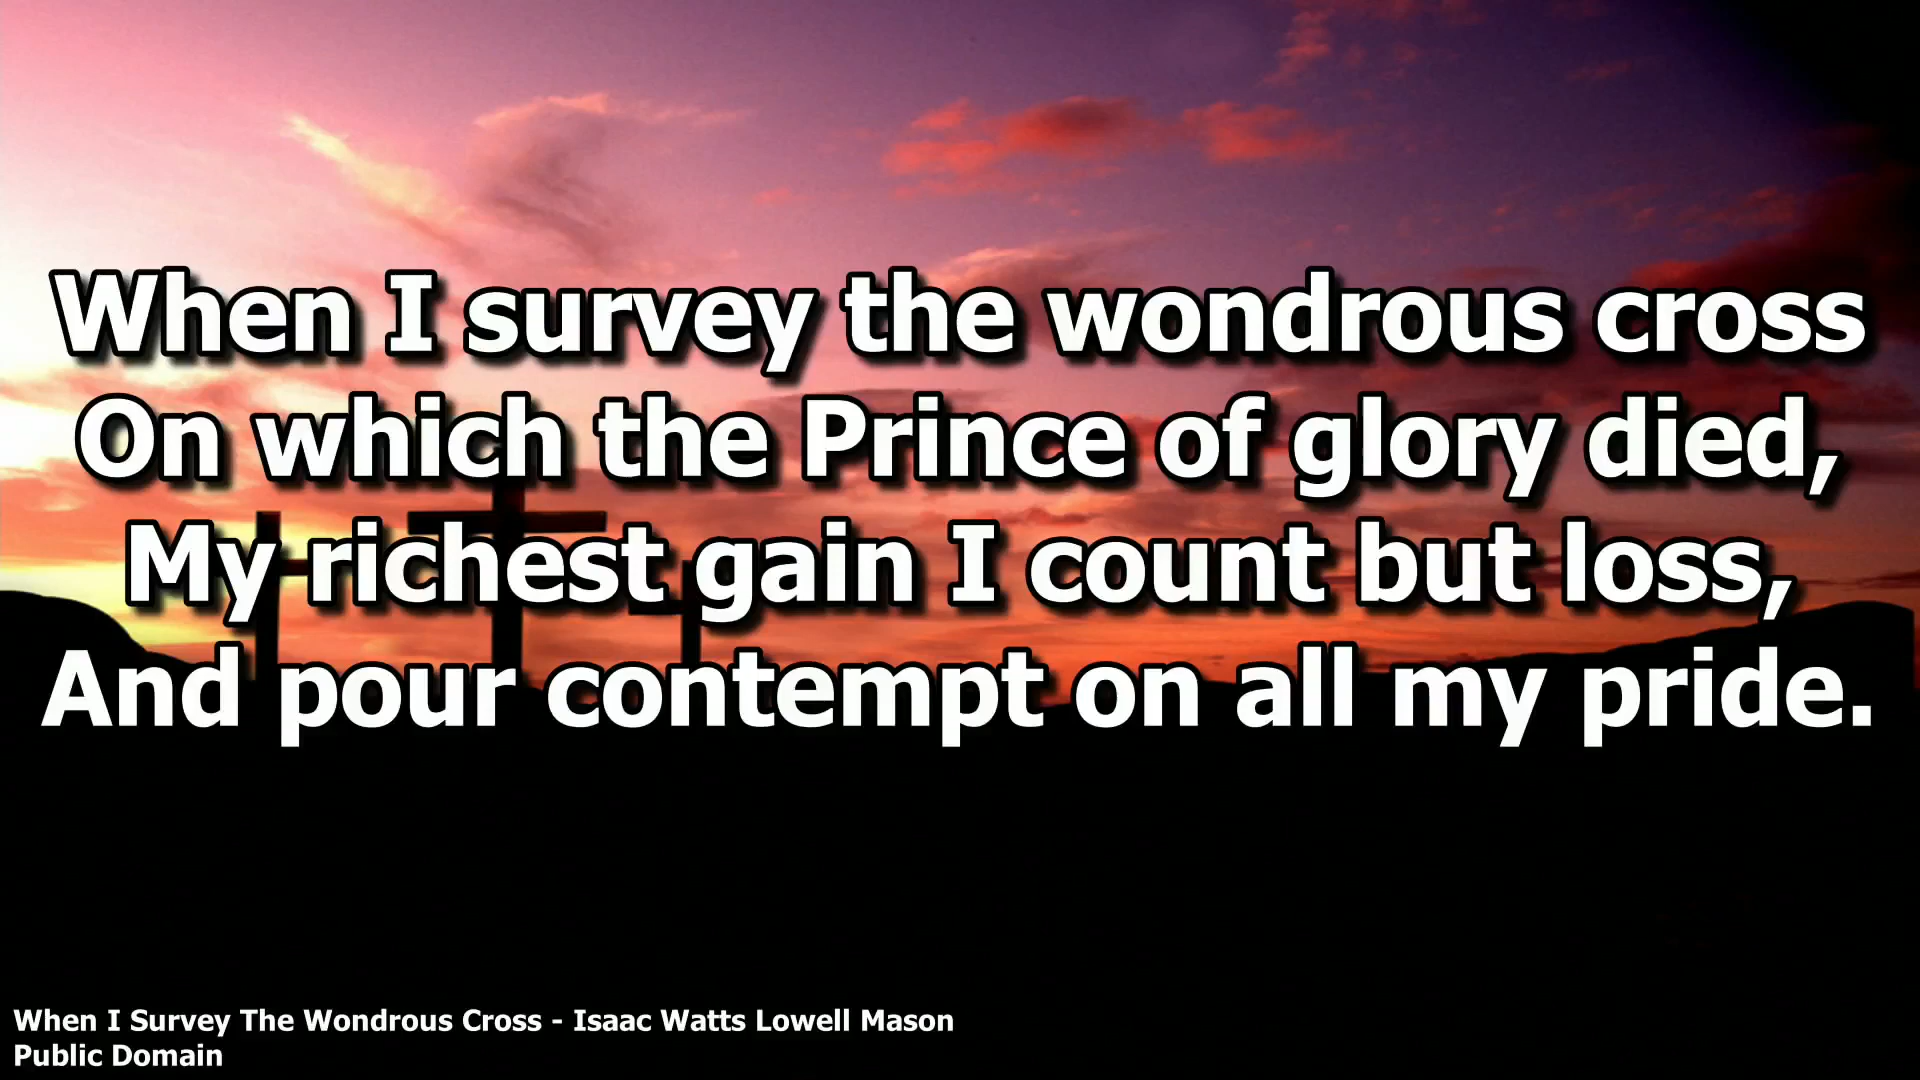 When I survey the wondrous cross
On which the Prince of glory died,
My richest gain I count but loss,
And pour contempt on all my pride.
When I Survey The Wondrous Cross - Isaac Watts Lowell Mason
Public Domain